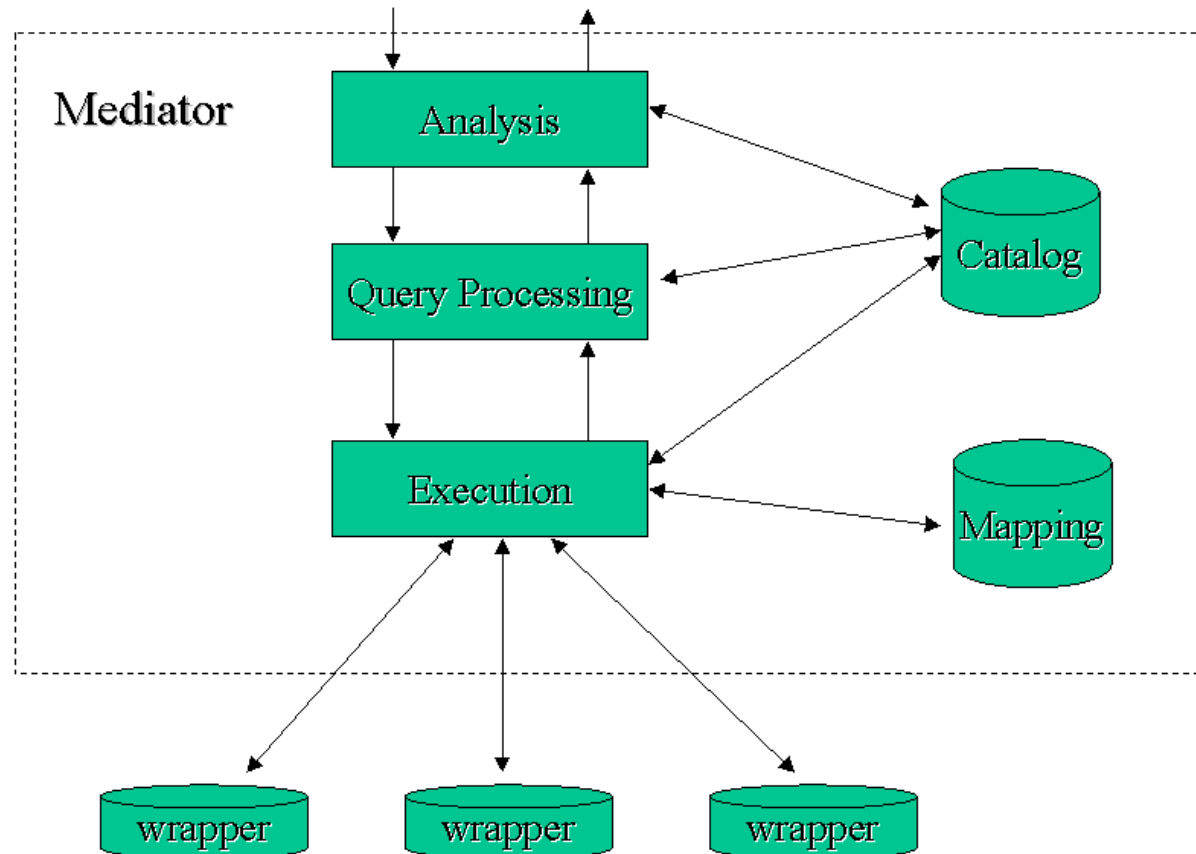 Mediator
Analysis
Catalog
Query Processing
Execution
Mapping
wrapper
wrapper
wrapper